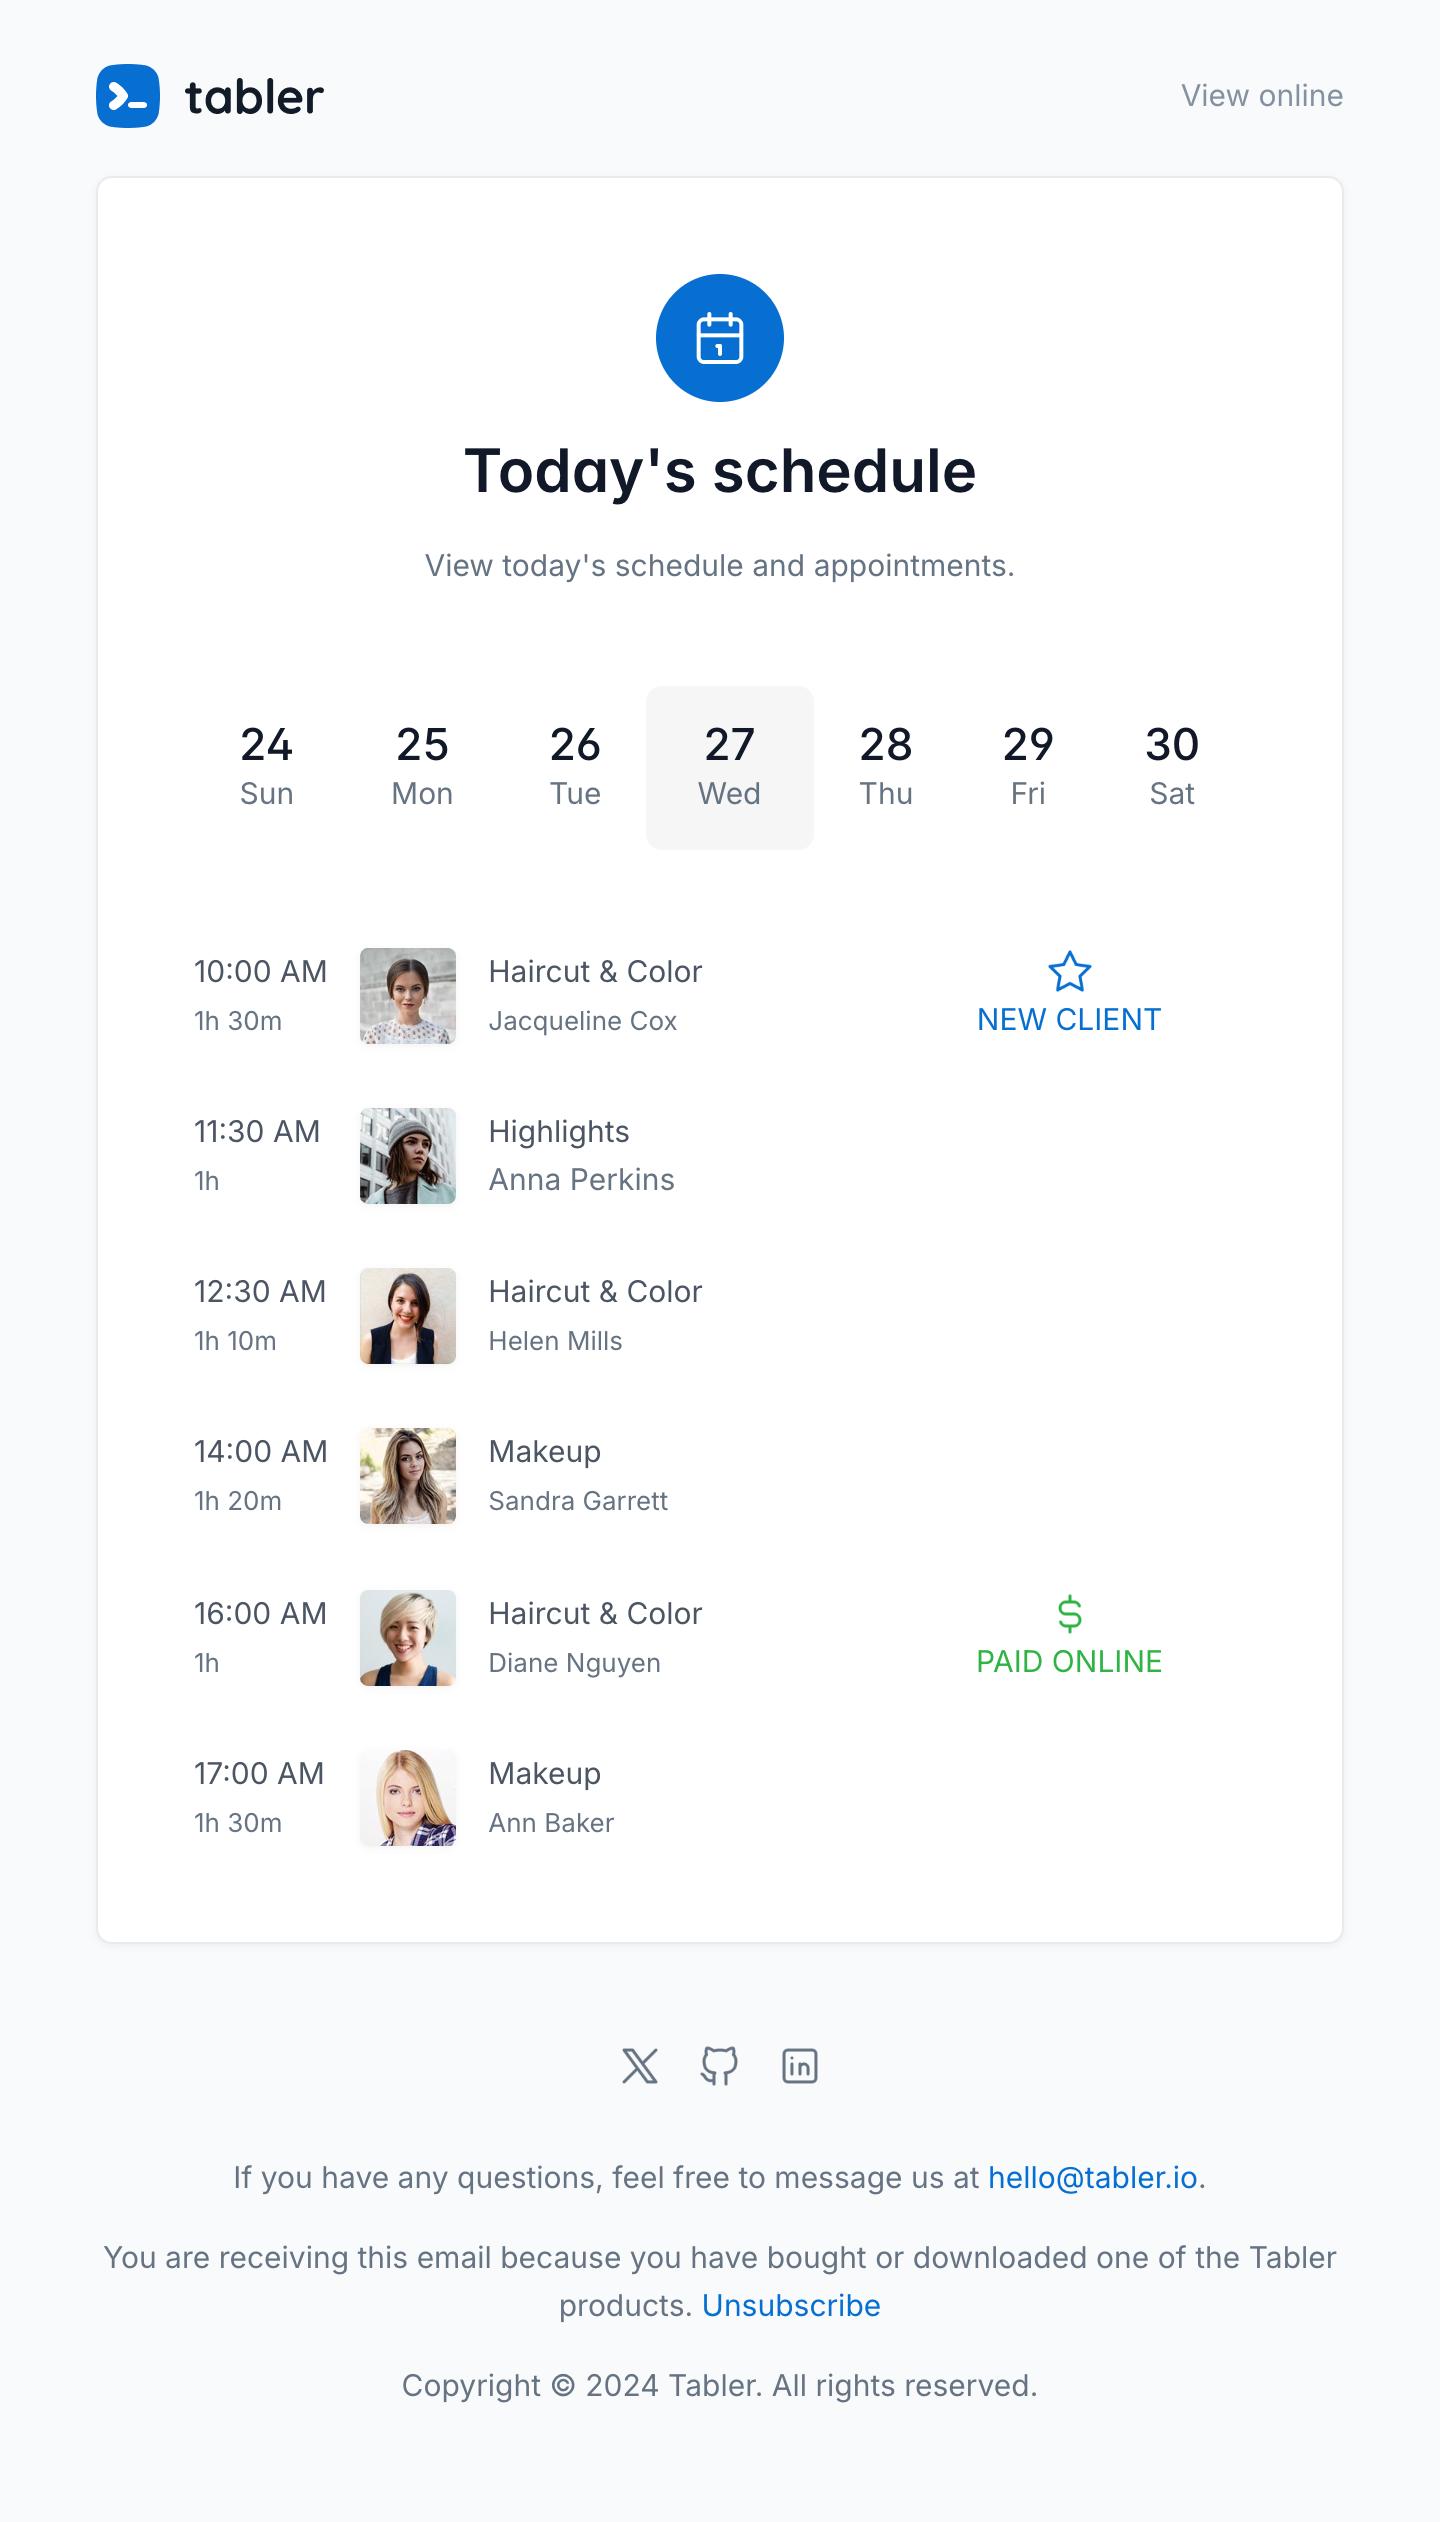 tabler
View online
Today's schedule
View today's schedule and appointments.
24 25 26 27 28 29 30
Sun Mon Tue Wed Thu Fri Sat
10:00 AM Haircut & Color
1h 30m Jacqueline Cox
NEW CLIENT
11:30 AM Highlights
1h Anna Perkins
12:30 AM Haircut & Color
1h 10m Helen Mills
14:00 AM Makeup
1h 20m Sandra Garrett
16:00 AM Haircut & Color
$
1h Diane Nguyen
PAID ONLINE
17:00 AM Makeup
1h 30m Ann Baker
If you have any questions, feel free to message us at hello@tabler.io.
You are receiving this email because you have bought or downloaded one of the Tabler
products. Unsubscribe
Copyright © 2024 Tabler. All rights reserved.